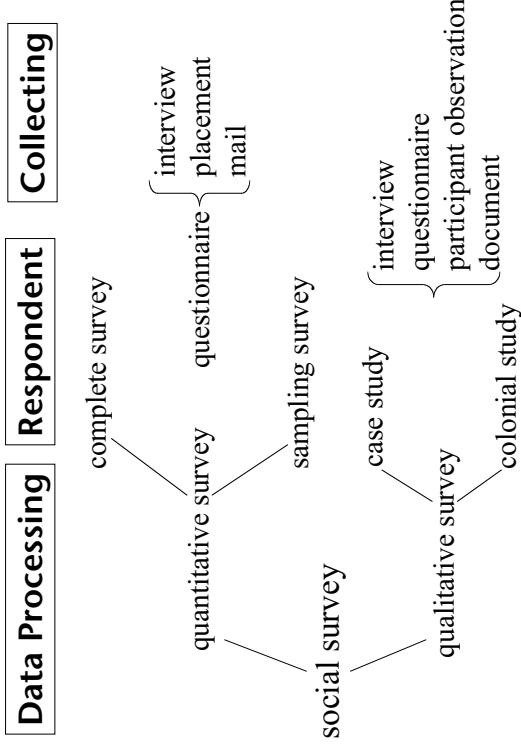 Data Processing
Respondent
Collecting
social survey
quantitative survey
complete survey
sampling survey
questionnaire
interview
placement
mail
qualitative survey
case study
colonial study
interview
questionnaire
participant observation
document